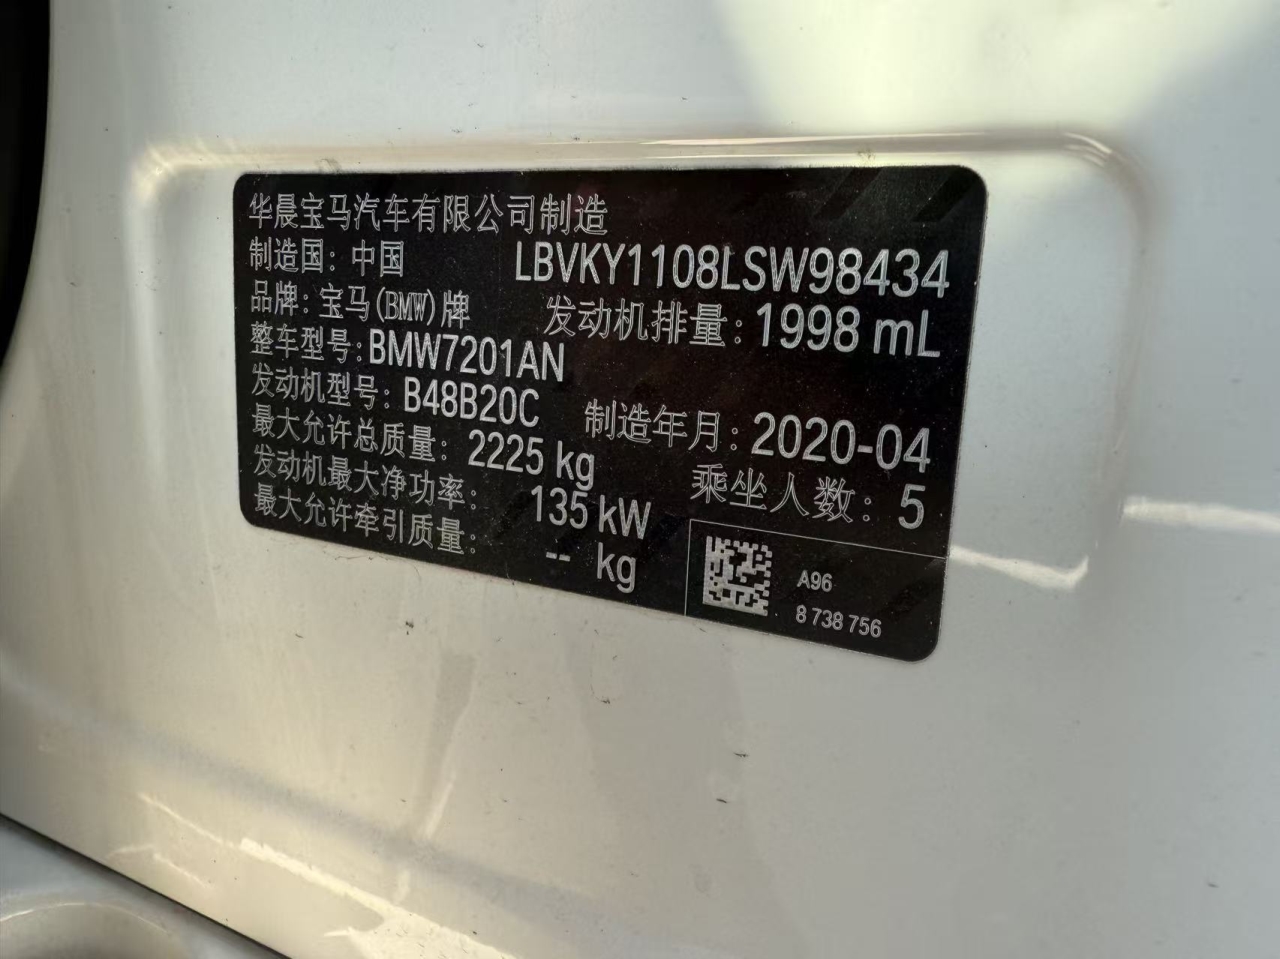 华晨宝马汽车有限公司制造
制造国: 中国
LBVKY1108LSW98434
品牌: 宝马(BMW)牌
发动机排量: 1998 mL
整车型号: BMW7201AN
发动机型号: B48B20C
制造年月: 2020-04
最大允许总质量: 2225 kg
乘坐人数: 5
发动机最大净功率: 135 kW
最大允许牵引质量: -- kg
A96
8 738 756